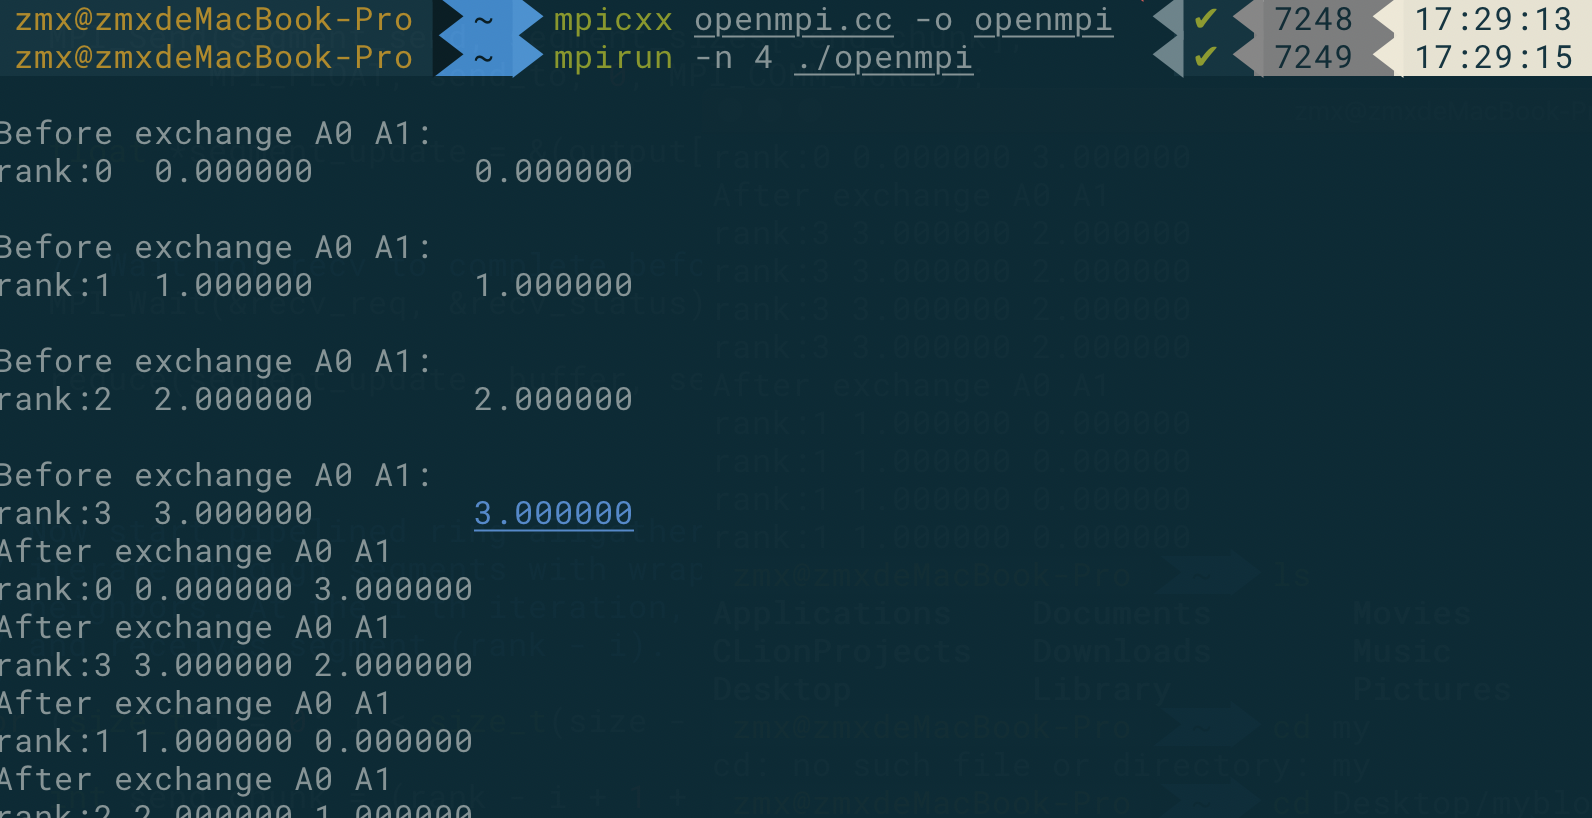 zmx@zmxdeMacBook-Pro ~ mpicxx openmpi.cc -o openmpi ✔ 7248 17:29:13
zmx@zmxdeMacBook-Pro ~ mpirun -n 4 ./openmpi ✔ 7249 17:29:15
Before exchange A0 A1:
rank:0 0.000000 0.000000
Before exchange A0 A1:
rank:1 1.000000 1.000000
Before exchange A0 A1:
rank:2 2.000000 2.000000
Before exchange A0 A1:
rank:3 3.000000 3.000000
After exchange A0 A1
rank:0 0.000000 3.000000
After exchange A0 A1
rank:3 3.000000 2.000000
After exchange A0 A1
rank:1 1.000000 0.000000
After exchange A0 A1
rank:2 2.000000 1.000000